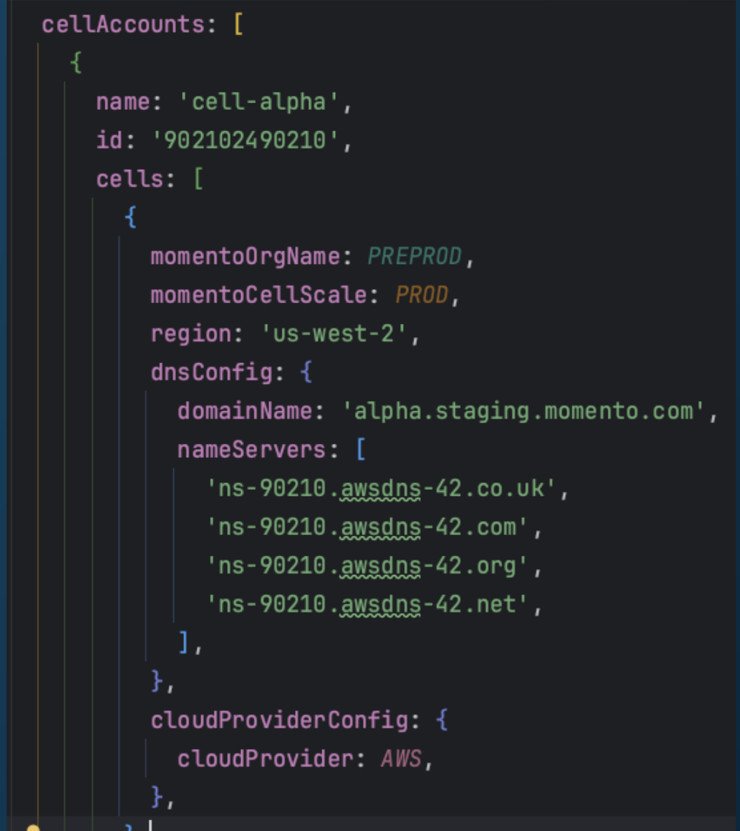 cellAccounts: [
{
name: 'cell-alpha',
id: '902102490210',
cells: [
{
momentoOrgName: PREPROD,
momentoCellScale: PROD,
region: 'us-west-2',
dnsConfig: {
domainName: 'alpha.staging.momento.com',
nameServers: [
'ns-90210.awsdns-42.co.uk',
'ns-90210.awsdns-42.com',
'ns-90210.awsdns-42.org',
'ns-90210.awsdns-42.net',
],
},
cloudProviderConfig: {
cloudProvider: AWS,
},
}